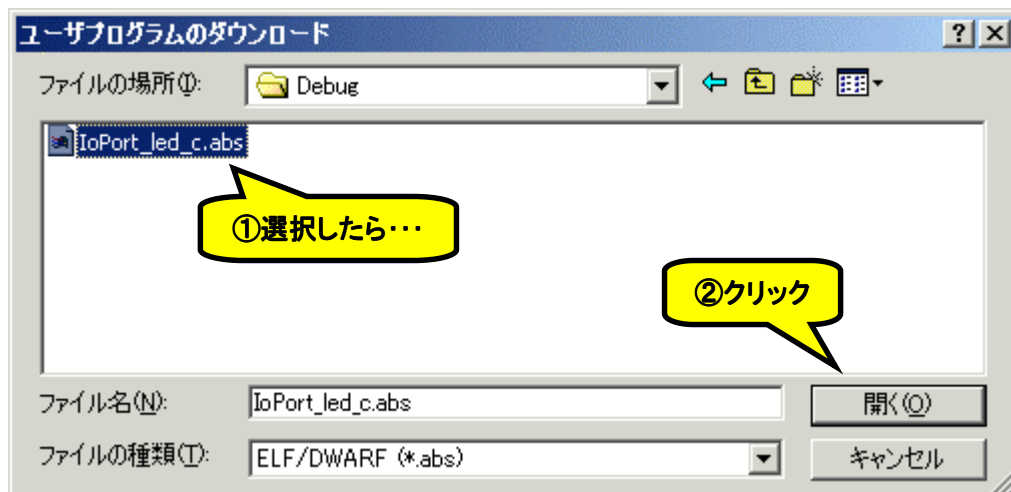 ユーザプログラムのダウンロード
ファイルの場所(I):
Debug
IoPort_led_c.abs
①選択したら･･･
②クリック
ファイル名(N):
IoPort_led_c.abs
開く(O)
ファイルの種類(T):
ELF/DWARF (*.abs)
キャンセル